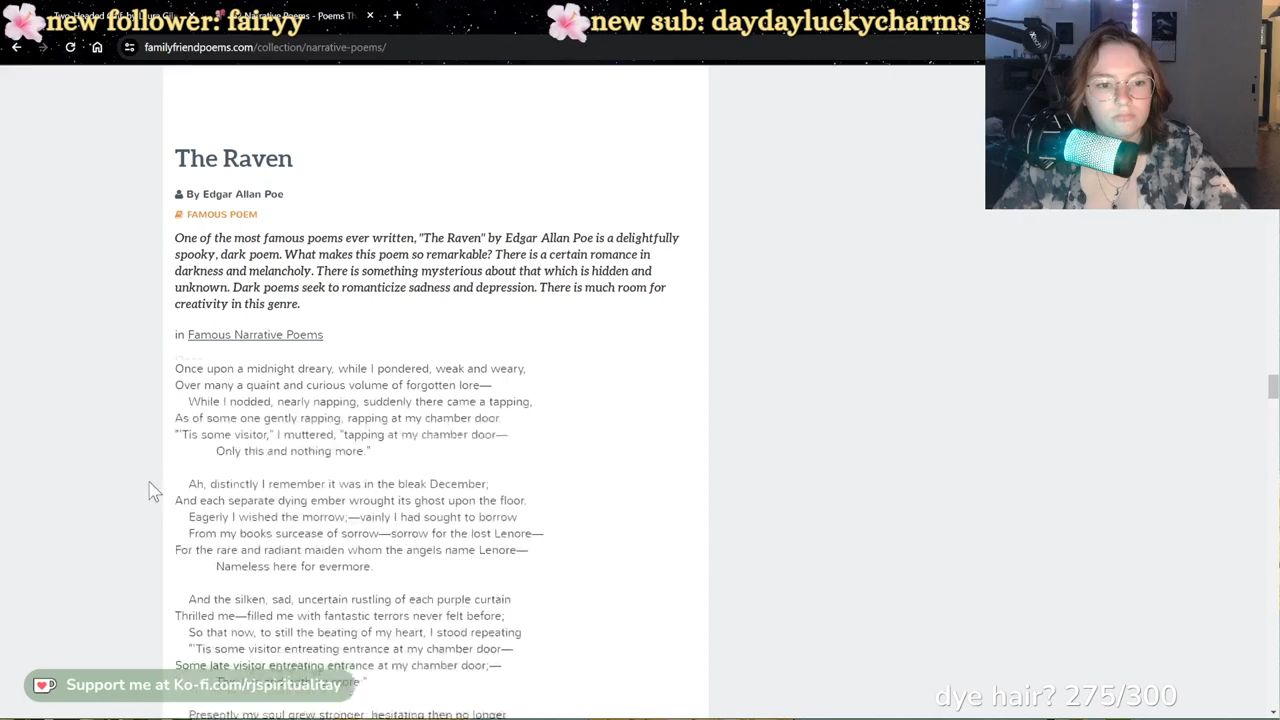 new follower: fairyy
new sub: daydayluckycharms
Narrative Poems - Poems Th
familyfriendpoems.com/collection/narrative-poems/
The Raven
By Edgar Allan Poe
FAMOUS POEM
One of the most famous poems ever written, "The Raven" by Edgar Allan Poe is a delightfully
spooky, dark poem. What makes this poem so remarkable? There is a certain romance in
darkness and melancholy. There is something mysterious about that which is hidden and
unknown. Dark poems seek to romanticize sadness and depression. There is much room for
creativity in this genre.
in Famous Narrative Poems
Once upon a midnight dreary, while I pondered, weak and weary,
Over many a quaint and curious volume of forgotten lore—
While I nodded, nearly napping, suddenly there came a tapping,
As of some one gently rapping, rapping at my chamber door.
"'Tis some visitor," I muttered, "tapping at my chamber door—
Only this and nothing more."
Ah, distinctly I remember it was in the bleak December;
And each separate dying ember wrought its ghost upon the floor.
Eagerly I wished the morrow;—vainly I had sought to borrow
From my books surcease of sorrow—sorrow for the lost Lenore—
For the rare and radiant maiden whom the angels name Lenore—
Nameless here for evermore.
And the silken, sad, uncertain rustling of each purple curtain
Thrilled me—filled me with fantastic terrors never felt before;
So that now, to still the beating of my heart, I stood repeating
"'Tis some visitor entreating entrance at my chamber door—
Some late visitor entreating entrance at my chamber door;—
Support me at Ko-fi.com/rjspiritualitay
Presently my soul grew stronger; hesitating then no longer,
dye hair? 275/300